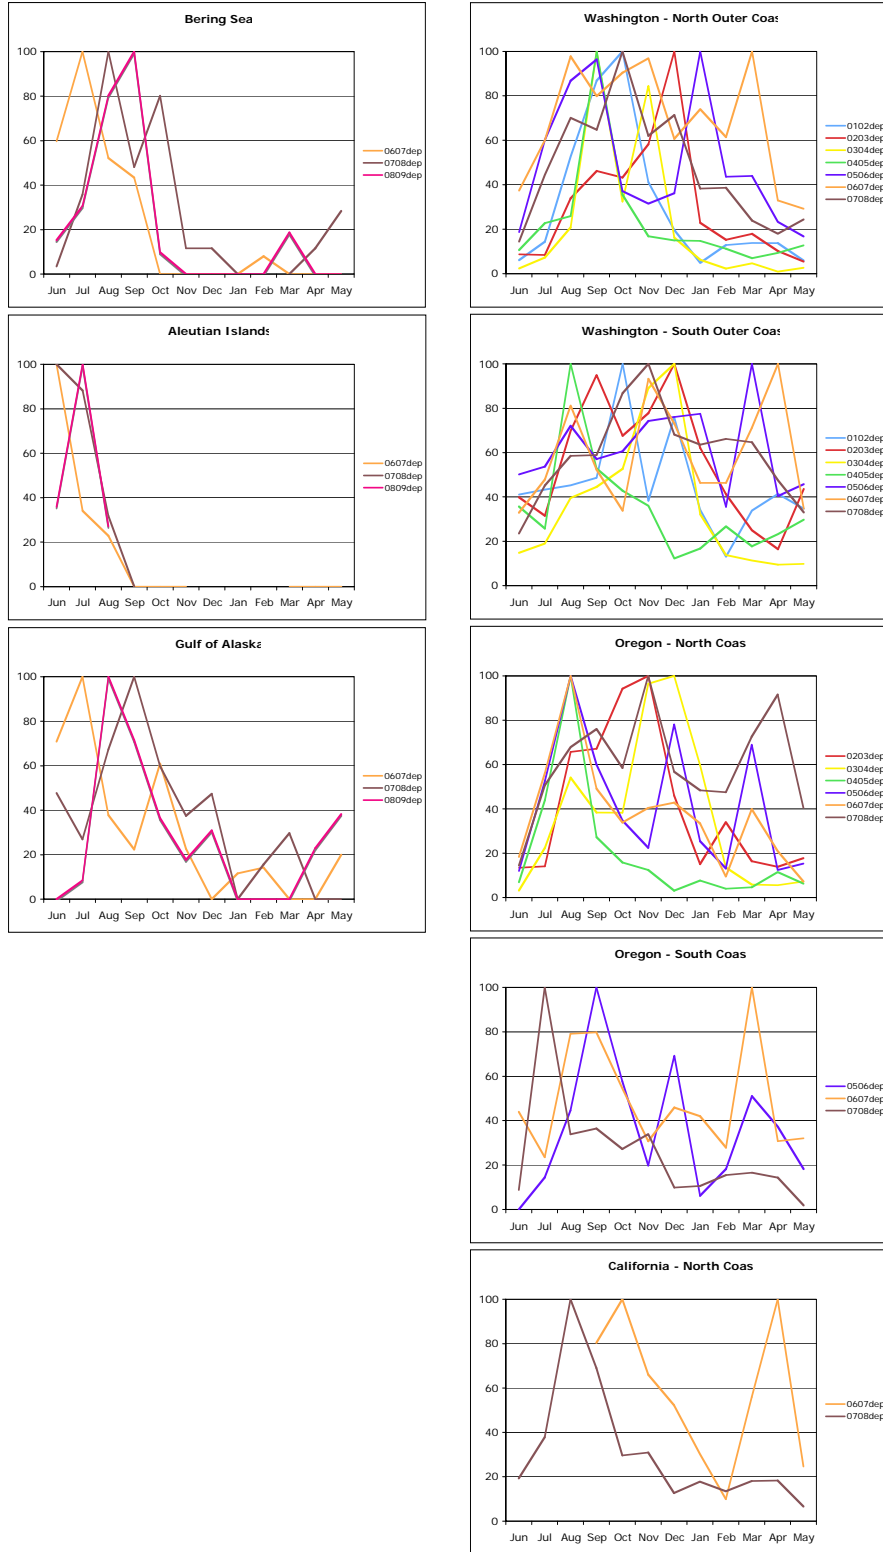 Bering Sea
100
80
60
40
20
0
Jun Jul Aug Sep Oct Nov Dec Jan Feb Mar Apr May
0607dep
0708dep
0809dep
Aleutian Islands
100
80
60
40
20
0
Jun Jul Aug Sep Oct Nov Dec Jan Feb Mar Apr May
0607dep
0708dep
0809dep
Gulf of Alaska
100
80
60
40
20
0
Jun Jul Aug Sep Oct Nov Dec Jan Feb Mar Apr May
0607dep
0708dep
0809dep
Washington - North Outer Coas
100
80
60
40
20
0
Jun Jul Aug Sep Oct Nov Dec Jan Feb Mar Apr May
0102dep
0203dep
0304dep
0405dep
0506dep
0607dep
0708dep
Washington - South Outer Coas
100
80
60
40
20
0
Jun Jul Aug Sep Oct Nov Dec Jan Feb Mar Apr May
0102dep
0203dep
0304dep
0405dep
0506dep
0607dep
0708dep
Oregon - North Coas
100
80
60
40
20
0
Jun Jul Aug Sep Oct Nov Dec Jan Feb Mar Apr May
0203dep
0304dep
0405dep
0506dep
0607dep
0708dep
Oregon - South Coas
100
80
60
40
20
0
Jun Jul Aug Sep Oct Nov Dec Jan Feb Mar Apr May
0506dep
0607dep
0708dep
California - North Coas
100
80
60
40
20
0
Jun Jul Aug Sep Oct Nov Dec Jan Feb Mar Apr May
0607dep
0708dep